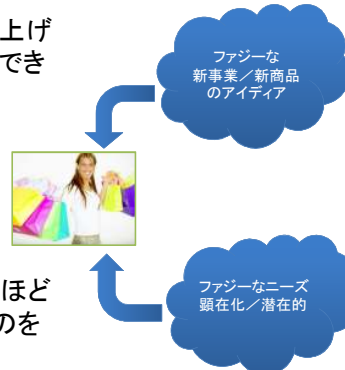 上げ
でき
ファジーな
新事業／新商品
のアイディア
ほど
のを
ファジーなニーズ
顕在化／潜在的